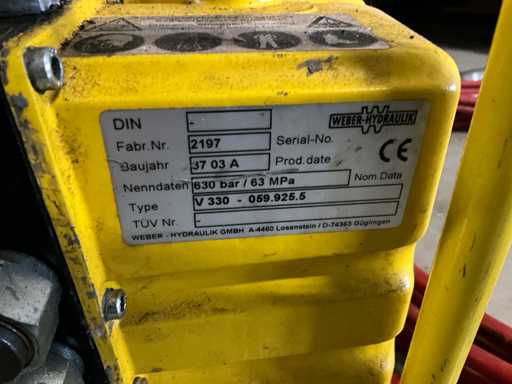 WEBER-HYDRAULIK
DIN -
Fabr.Nr. 2197 Serial-No.
Baujahr 37 03 A Prod.date
Nenndaten 630 bar / 63 MPa Nom.Data
Type V 330 - 059.925.5
TÜV Nr. -
CE
WEBER - HYDRAULIK GMBH A-4460 Losenstein / D-74363 Güglingen